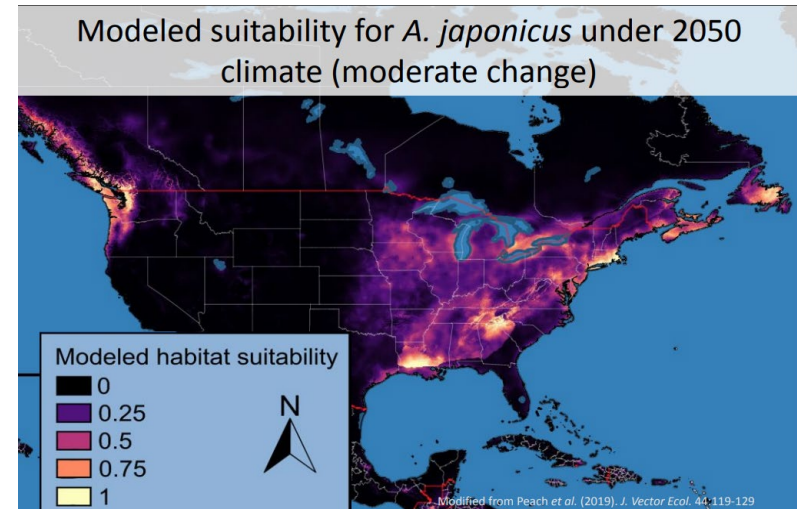 Modeled suitability for A. japonicus under 2050
climate (moderate change)
Modeled habitat suitability
0
0.25
0.5
0.75
1
N
Modified from Peach et al. (2019). J. Vector Ecol. 44:119-129